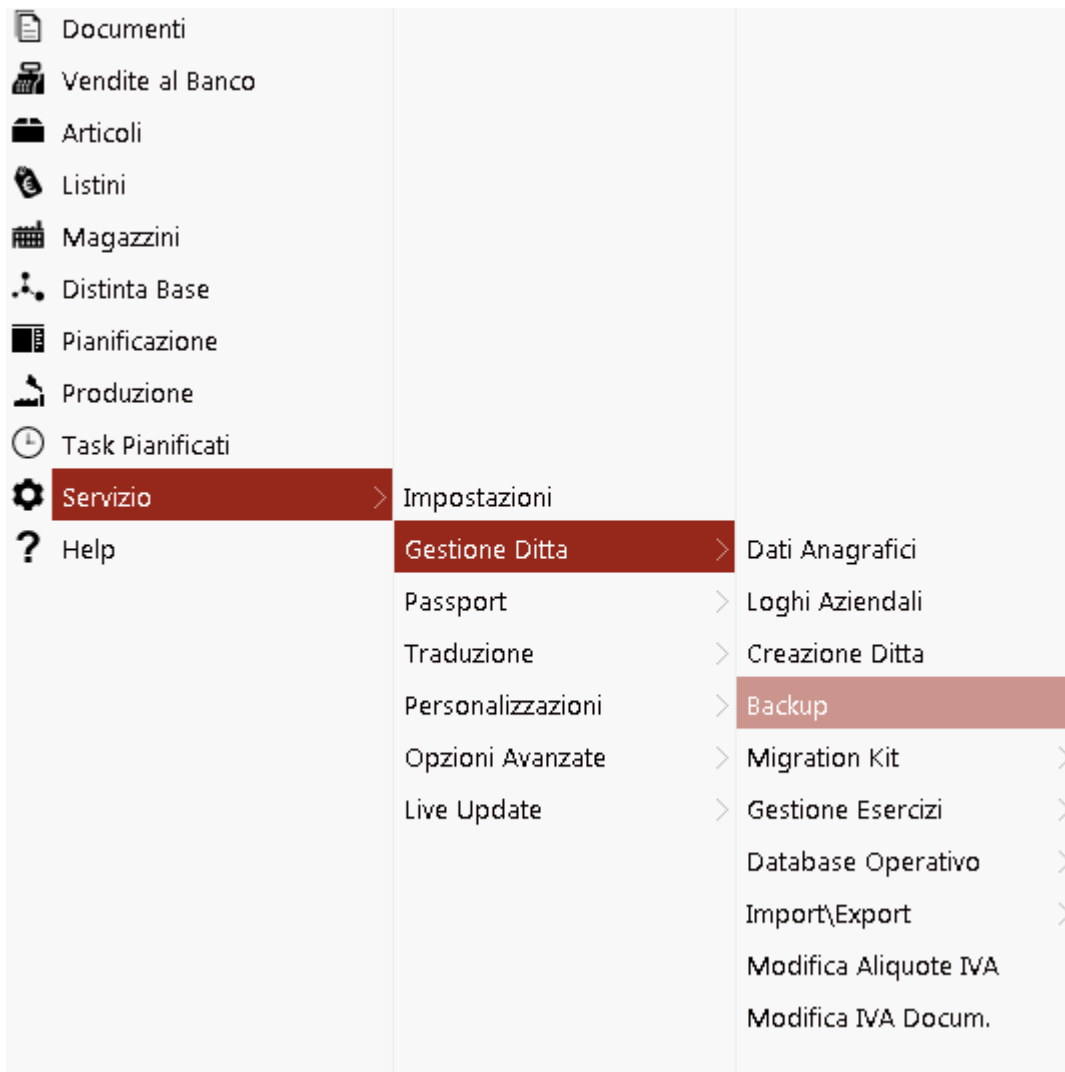 Documenti
Vendite al Banco
Articoli
Listini
Magazzini
Distinta Base
Pianificazione
Produzione
Task Pianificati
Servizio
? Help
Impostazioni
Gestione Ditta
Passport
Traduzione
Personalizzazioni
Opzioni Avanzate
Live Update
Dati Anagrafici
Loghi Aziendali
Creazione Ditta
Backup
Migration Kit
Gestione Esercizi
Database Operativo
Import\Export
Modifica Aliquote IVA
Modifica IVA Docum.